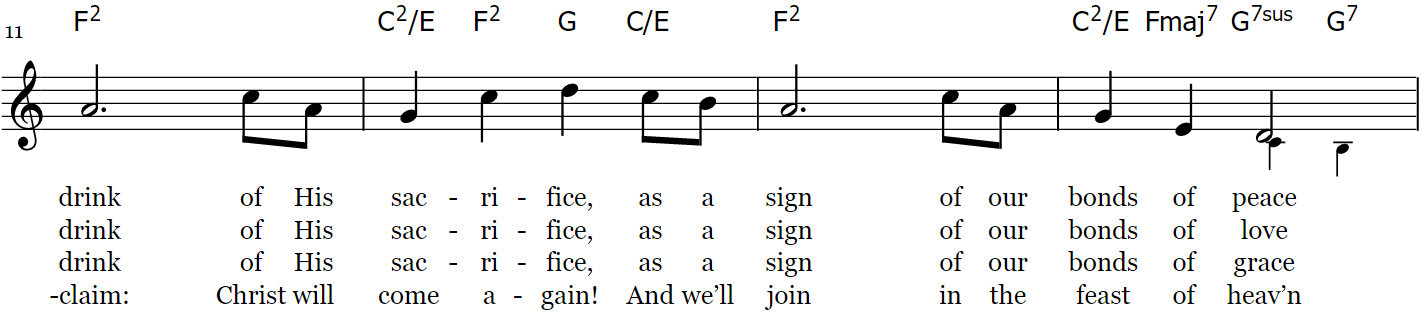 F2 C2/E F2 G C/E F2 C2/E Fmaj7 G7sus G7
11
drink of His sac - ri - fice, as a sign of our bonds of peace
drink of His sac - ri - fice, as a sign of our bonds of love
drink of His sac - ri - fice, as a sign of our bonds of grace
-claim: Christ will come a - gain! And we’ll join in the feast of heav’n